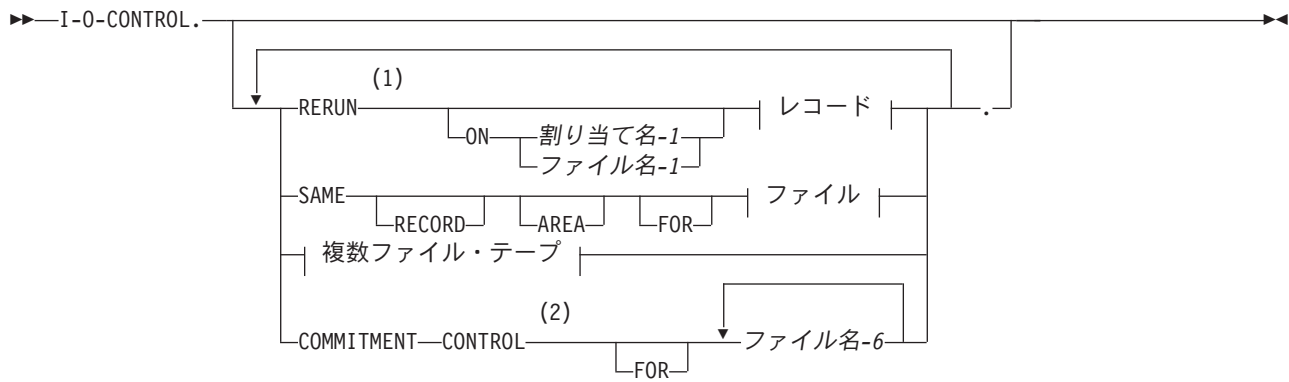 I-O-CONTROL.
(1)
RERUN レコード .
ON 割り当て名-1
ファイル名-1
SAME ファイル
RECORD AREA FOR
複数ファイル・テープ
(2)
COMMITMENT CONTROL ファイル名-6
FOR